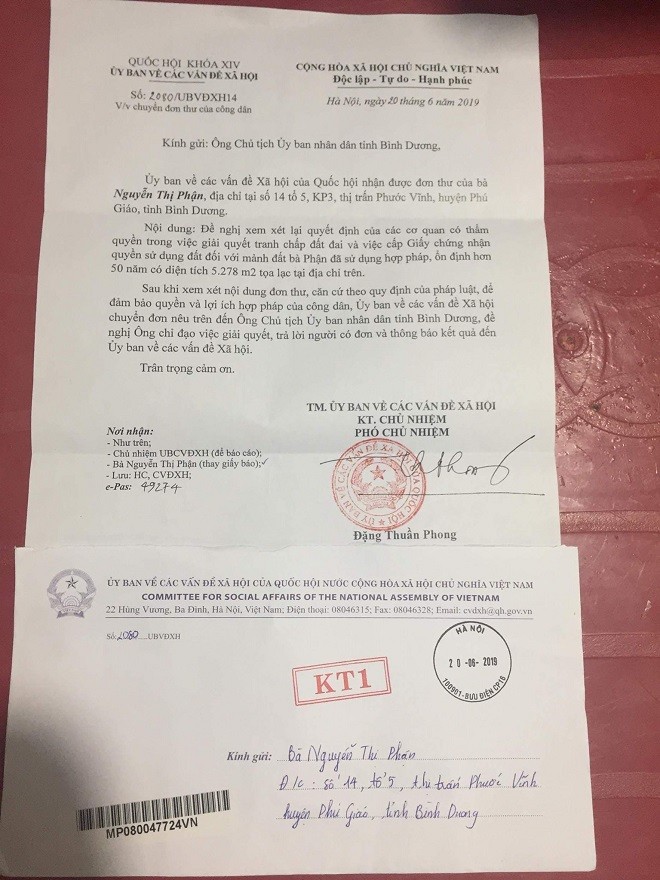 QUỐC HỘI KHÓA XIV
ỦY BAN VỀ CÁC VẤN ĐỀ XÃ HỘI
CỘNG HÒA XÃ HỘI CHỦ NGHĨA VIỆT NAM
Độc lập - Tự do - Hạnh phúc
Số: 2080/UBVĐXH14
V/v chuyển đơn thư của công dân
Hà Nội, ngày 20 tháng 6 năm 2019
Kính gửi: Ông Chủ tịch Ủy ban nhân dân tỉnh Bình Dương,
Ủy ban về các vấn đề Xã hội của Quốc hội nhận được đơn thư của bà
Nguyễn Thị Phận, địa chỉ tại số 14 tổ 5, KP3, thị trấn Phước Vĩnh, huyện Phú
Giáo, tỉnh Bình Dương.
Nội dung: Đề nghị xem xét lại quyết định của các cơ quan có thẩm
quyền trong việc giải quyết tranh chấp đất đai và việc cấp Giấy chứng nhận
quyền sử dụng đất đối với mảnh đất bà Phận đã sử dụng hợp pháp, ổn định hơn
50 năm có diện tích 5.278 m2 tọa lạc tại địa chỉ trên.
Sau khi xem xét nội dung đơn thư, căn cứ theo quy định của pháp luật, để
đảm bảo quyền và lợi ích hợp pháp của công dân, Ủy ban về các vấn đề Xã hội
chuyển đơn nêu trên đến Ông Chủ tịch Ủy ban nhân dân tỉnh Bình Dương, đề
nghị Ông chỉ đạo việc giải quyết, trả lời người có đơn và thông báo kết quả đến
Ủy ban về các vấn đề Xã hội.
Trân trọng cảm ơn.
TM. ỦY BAN VỀ CÁC VẤN ĐỀ XÃ HỘI
KT. CHỦ NHIỆM
PHÓ CHỦ NHIỆM
Nơi nhận:
- Như trên;
- Chủ nhiệm UBCVĐXH (để báo cáo);
- Bà Nguyễn Thị Phận (thay giấy báo);
- Lưu: HC, CVĐXH;
e-Pas: 49274
Đặng Thuần Phong
ỦY BAN VỀ CÁC VẤN ĐỀ XÃ HỘI CỦA QUỐC HỘI NƯỚC CỘNG HÒA XÃ HỘI CHỦ NGHĨA VIỆT NAM
COMMITTEE FOR SOCIAL AFFAIRS OF THE NATIONAL ASSEMBLY OF VIETNAM
22 Hùng Vương, Ba Đình, Hà Nội, Việt Nam; Điện thoại: 08046315; Fax: 08046328; Email: cvdxh@qh.gov.vn
Số: 2080 UBVĐXH
HÀ NỘI
20-06-2019
100901-BƯU ĐIỆN CP16
KT1
Kính gửi: Bà Nguyễn Thị Phận
Đ/c: số 14, tổ 5, thị trấn Phước Vĩnh
huyện Phú Giáo, tỉnh Bình Dương
MP080047724VN